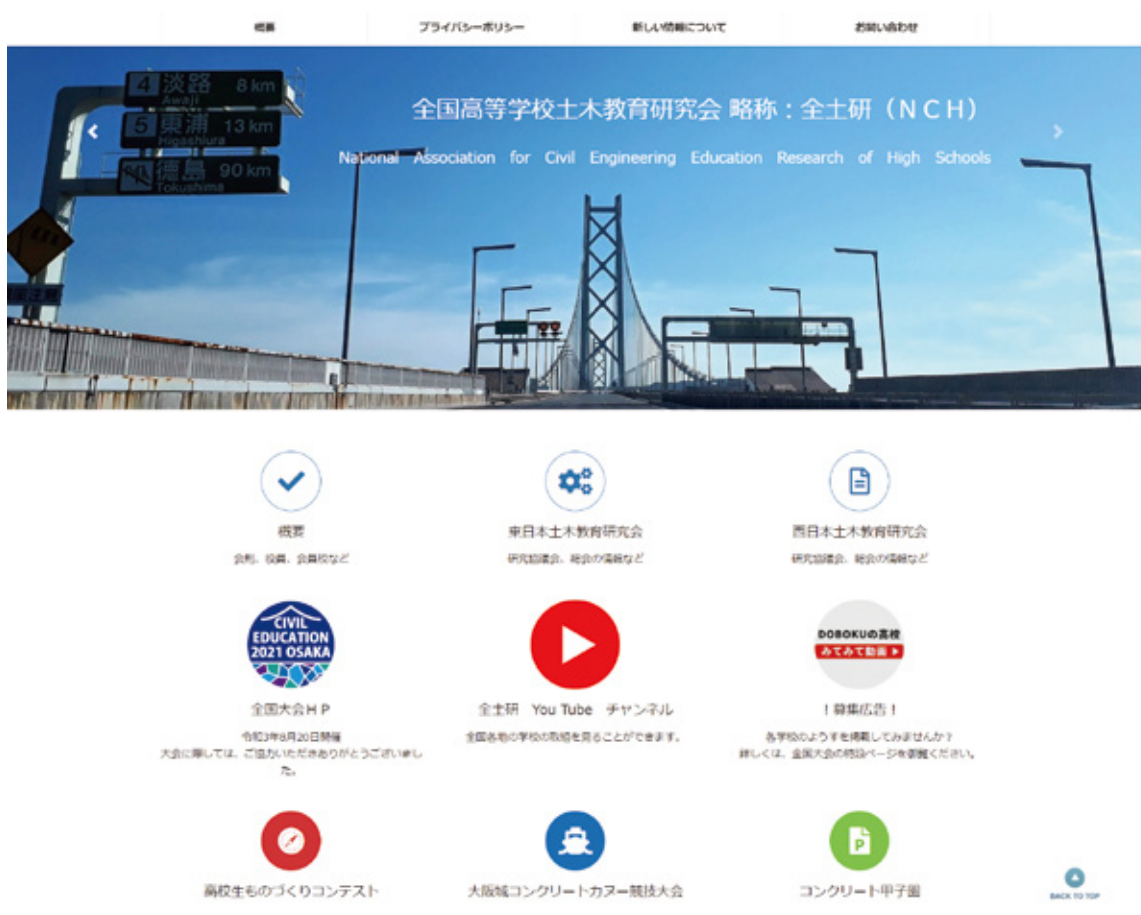 概要
プライバシーポリシー
新しい情報について
お問い合わせ
4 淡路 8 km
Awaji
5 東浦 13 km
Higashiura
徳島 90 km
Tokushima
全国高等学校土木教育研究会 略称：全土研（ＮＣＨ）
National Association for Civil Engineering Education Research of High Schools
概要
東日本土木教育研究会
西日本土木教育研究会
会則、役員、会員校など
研究協議会、総会の情報など
研究協議会、総会の情報など
CIVIL
EDUCATION
2021 OSAKA
DOBOKUの高校
みてみて動画
全国大会ＨＰ
全土研　You Tube　チャンネル
！募集広告！
令和3年8月20日開催
大会に際しては、ご協力いただきありがとうございまし
た。
全国各地の学校の取組を見ることができます。
各学校のようすを掲載してみませんか？
詳しくは、全国大会の特設ページを御覧ください。
P
高校生ものづくりコンテスト
大阪城コンクリートカヌー競技大会
コンクリート甲子園
BACK TO TOP